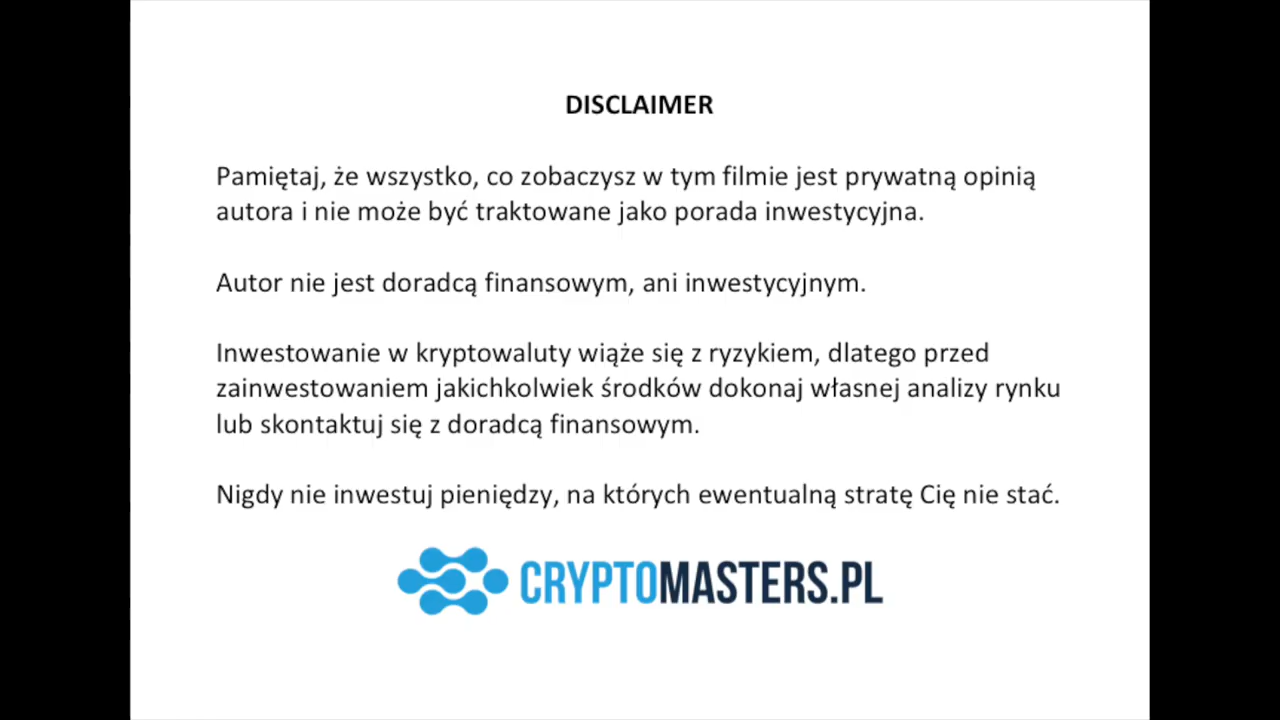 DISCLAIMER
Pamiętaj, że wszystko, co zobaczysz w tym filmie jest prywatną opinią
autora i nie może być traktowane jako porada inwestycyjna.
Autor nie jest doradcą finansowym, ani inwestycyjnym.
Inwestowanie w kryptowaluty wiąże się z ryzykiem, dlatego przed
zainwestowaniem jakichkolwiek środków dokonaj własnej analizy rynku
lub skontaktuj się z doradcą finansowym.
Nigdy nie inwestuj pieniędzy, na których ewentualną stratę Cię nie stać.
CRYPTOMASTERS.PL